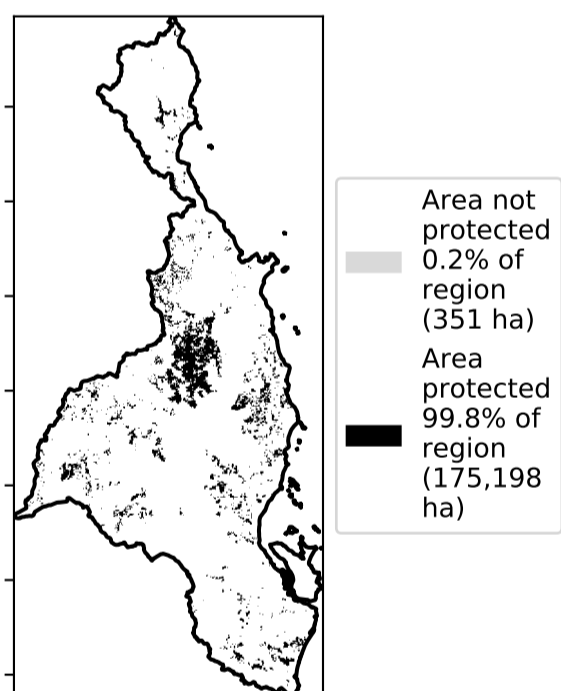 Area not
protected
0.2% of
region
(351 ha)
Area
protected
99.8% of
region
(175,198
ha)